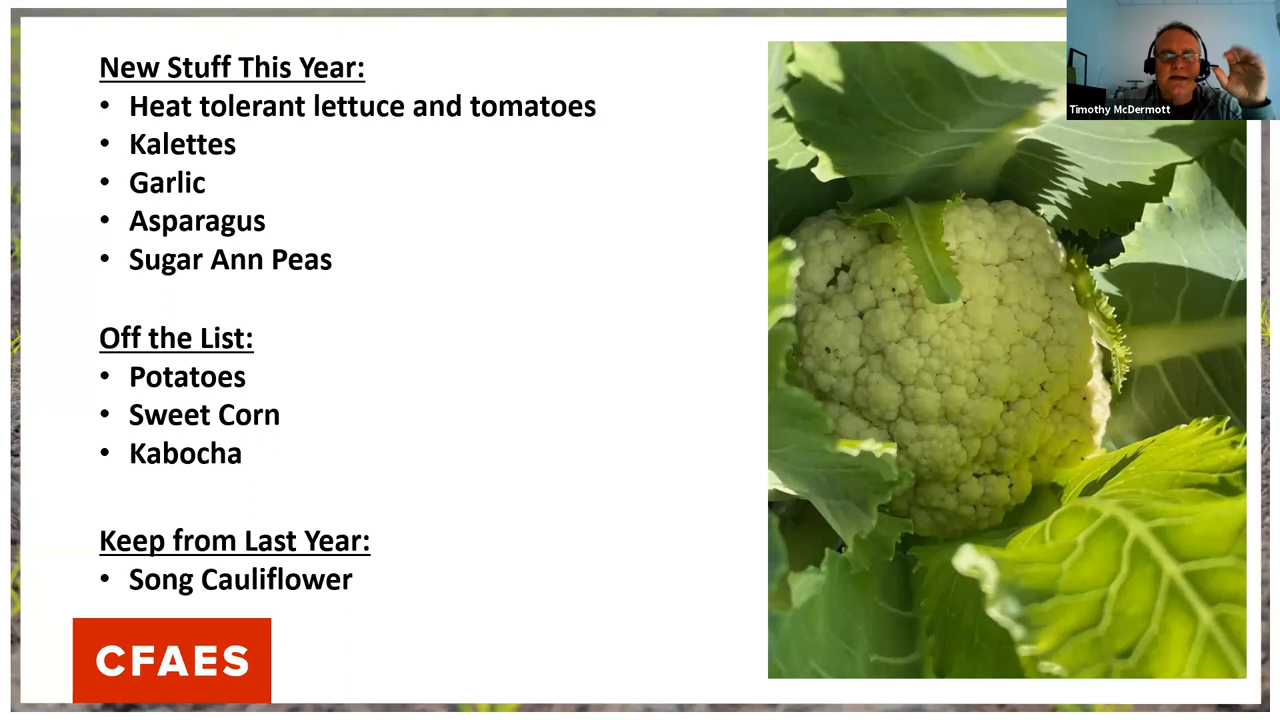 New Stuff This Year:
• Heat tolerant lettuce and tomatoes
• Kalettes
• Garlic
• Asparagus
• Sugar Ann Peas
Off the List:
• Potatoes
• Sweet Corn
• Kabocha
Keep from Last Year:
• Song Cauliflower
CFAES
Timothy McDermott